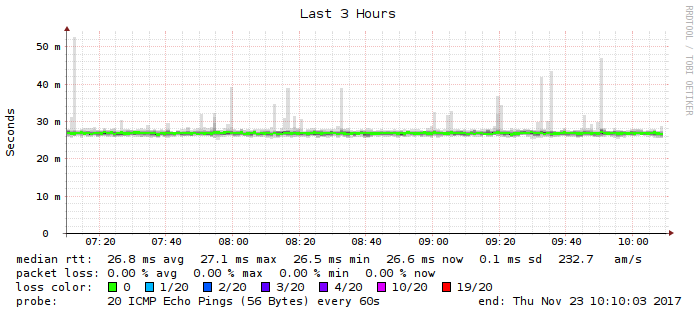 Last 3 Hours
RRDTOOL / TOBI OETIKER
Seconds
50 m
40 m
30 m
20 m
10 m
0
07:20 07:40 08:00 08:20 08:40 09:00 09:20 09:40 10:00
median rtt: 26.8 ms avg 27.1 ms max 26.5 ms min 26.6 ms now 0.1 ms sd 232.7 am/s
packet loss: 0.00 % avg 0.00 % max 0.00 % min 0.00 % now
loss color: 0 1/20 2/20 3/20 4/20 10/20 19/20
probe: 20 ICMP Echo Pings (56 Bytes) every 60s end: Thu Nov 23 10:10:03 2017